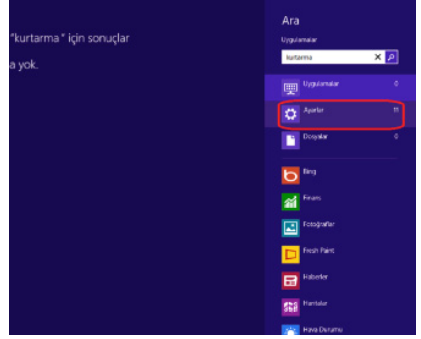 "kurtarma" için sonuçlar
a yok.
Ara
Uygulamalar
kurtarma
Uygulamalar 0
Ayarlar 11
Dosyalar 0
Bing
Finans
Fotoğraflar
Fresh Paint
Haberler
Haritalar
Hava Durumu